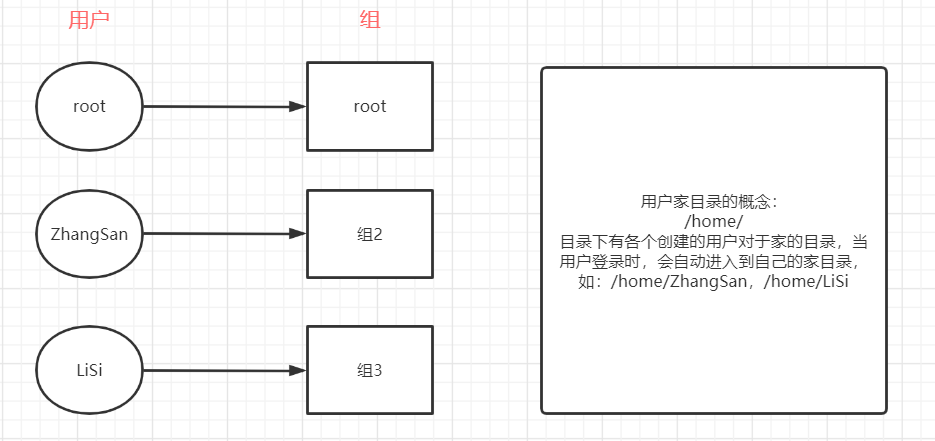 用户
组
root
root
ZhangSan
组2
LiSi
组3
用户家目录的概念：
/home/
目录下有各个创建的用户对于家的目录，当
用户登录时，会自动进入到自己的家目录，
如：/home/ZhangSan，/home/LiSi